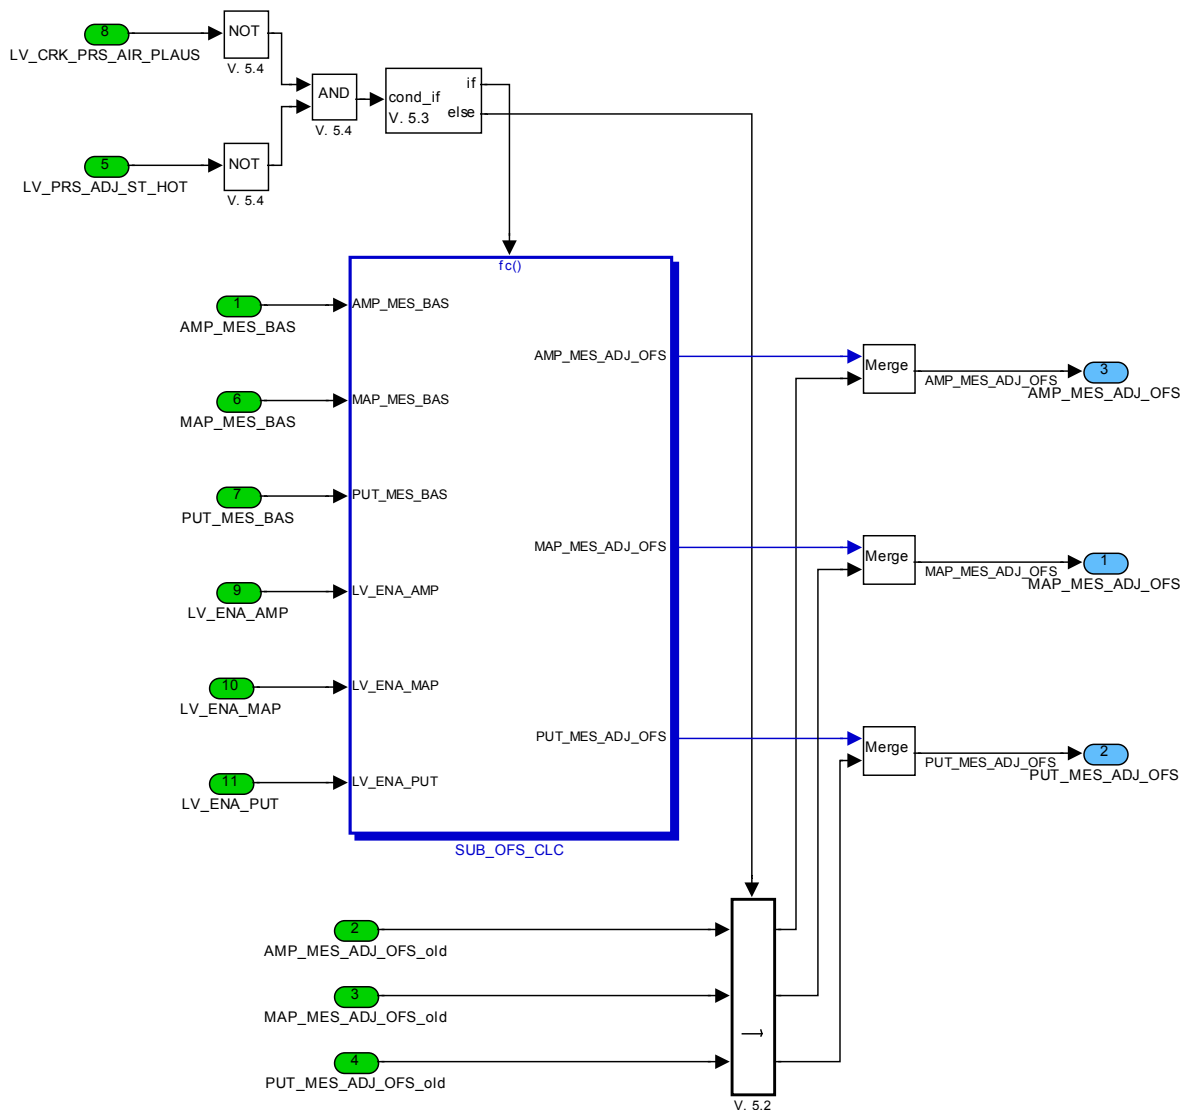 8
LV_CRK_PRS_AIR_PLAUS
NOT
V. 5.4
AND
V. 5.4
cond_if
V. 5.3
if
else
5
LV_PRS_ADJ_ST_HOT
NOT
V. 5.4
fc()
1
AMP_MES_BAS
AMP_MES_BAS
6
MAP_MES_BAS
MAP_MES_BAS
7
PUT_MES_BAS
PUT_MES_BAS
9
LV_ENA_AMP
LV_ENA_AMP
10
LV_ENA_MAP
LV_ENA_MAP
11
LV_ENA_PUT
LV_ENA_PUT
AMP_MES_ADJ_OFS
MAP_MES_ADJ_OFS
PUT_MES_ADJ_OFS
SUB_OFS_CLC
Merge
AMP_MES_ADJ_OFS
3
AMP_MES_ADJ_OFS
Merge
MAP_MES_ADJ_OFS
1
MAP_MES_ADJ_OFS
Merge
PUT_MES_ADJ_OFS
2
PUT_MES_ADJ_OFS
2
AMP_MES_ADJ_OFS_old
3
MAP_MES_ADJ_OFS_old
4
PUT_MES_ADJ_OFS_old
V. 5.2